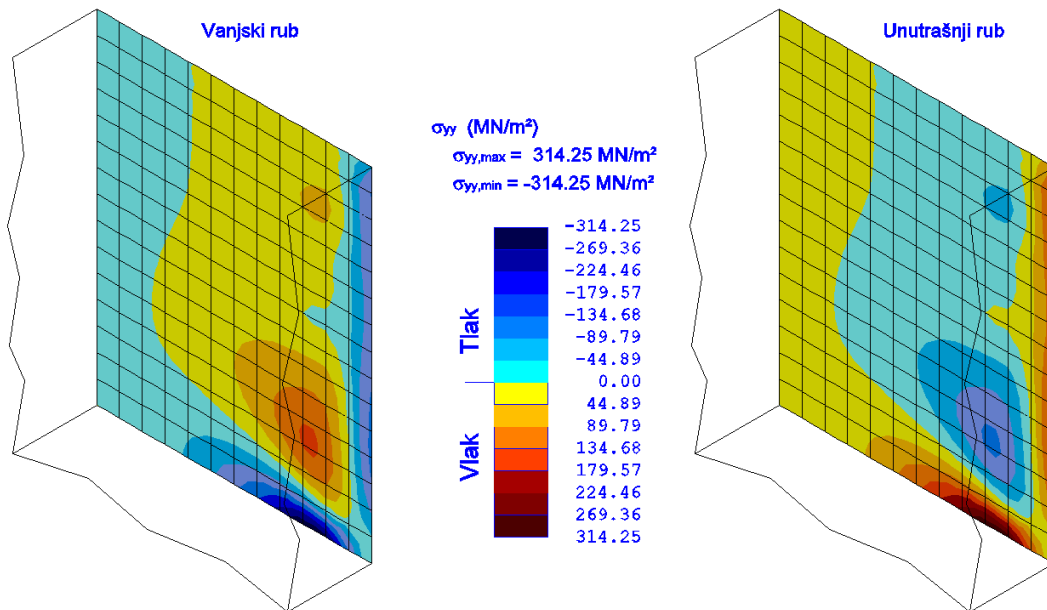 Vanjski rub
Unutrašnji rub
σyy (MN/m²)
σyy,max = 314.25 MN/m²
σyy,min = -314.25 MN/m²
Tlak
Vlak
-314.25
-269.36
-224.46
-179.57
-134.68
-89.79
-44.89
0.00
44.89
89.79
134.68
179.57
224.46
269.36
314.25